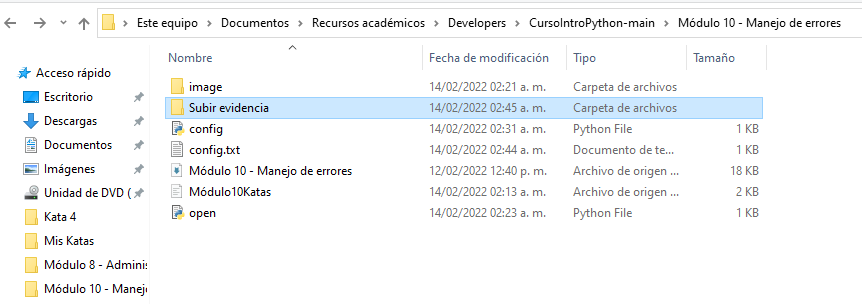 Este equipo > Documentos > Recursos académicos > Developers > CursoIntroPython-main > Módulo 10 - Manejo de errores
Nombre Fecha de modificación Tipo Tamaño
Acceso rápido
Escritorio
Descargas
Documentos
Imágenes
Unidad de DVD (
Kata 4
Mis Katas
Módulo 8 - Adminis
Módulo 10 - Manej
image 14/02/2022 02:21 a. m. Carpeta de archivos
Subir evidencia 14/02/2022 02:45 a. m. Carpeta de archivos
config 14/02/2022 02:31 a. m. Python File 1 KB
config.txt 14/02/2022 02:44 a. m. Documento de te... 1 KB
Módulo 10 - Manejo de errores 12/02/2022 12:40 p. m. Archivo de origen ... 18 KB
Módulo10Katas 14/02/2022 02:13 a. m. Archivo de origen ... 2 KB
open 14/02/2022 02:23 a. m. Python File 1 KB